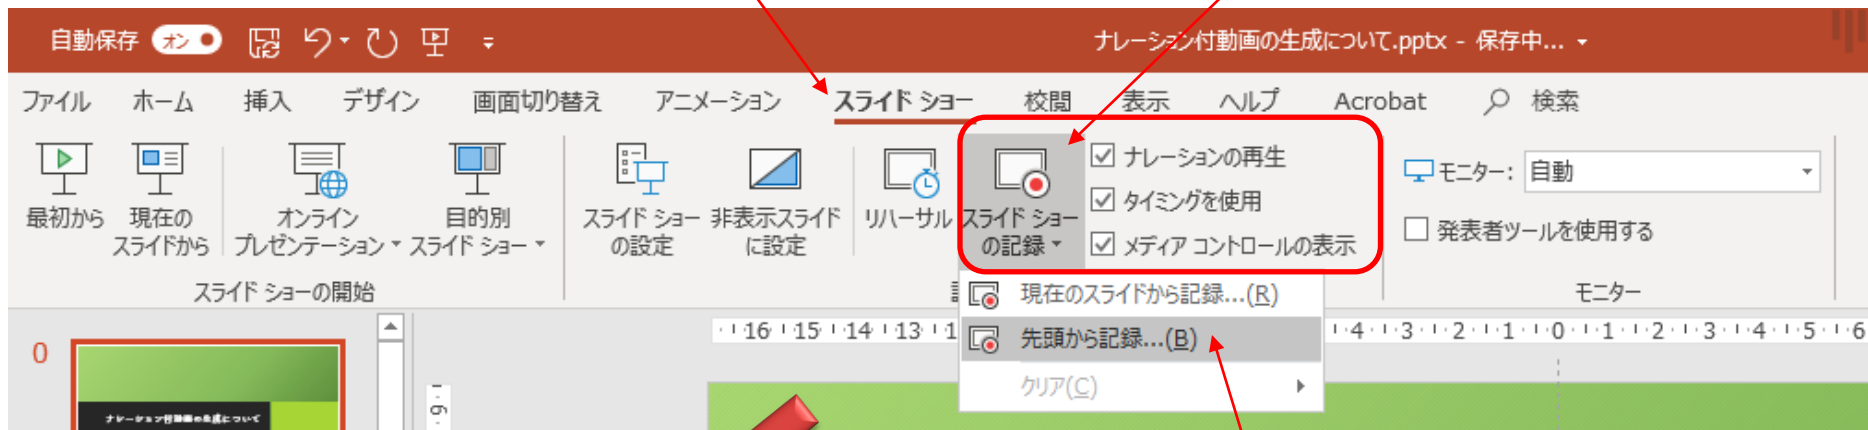 自動保存 オン
ナレーション付動画の生成について.pptx - 保存中...
ファイル ホーム 挿入 デザイン 画面切り替え アニメーション スライド ショー 校閲 表示 ヘルプ Acrobat 検索
最初から
現在の
スライドから
オンライン
プレゼンテーション
目的別
スライド ショー
スライド ショー
の設定
非表示スライド
に設定
リハーサル
スライド ショー
の記録
ナレーションの再生
タイミングを使用
メディア コントロールの表示
モニター: 自動
発表者ツールを使用する
スライド ショーの開始
モニター
現在のスライドから記録...(R)
先頭から記録...(B)
クリア(C)
16 15 14 13 1
4 3 2 1 0 1 2 3 4 5 6
0
ナレーション付動画の生成について
9